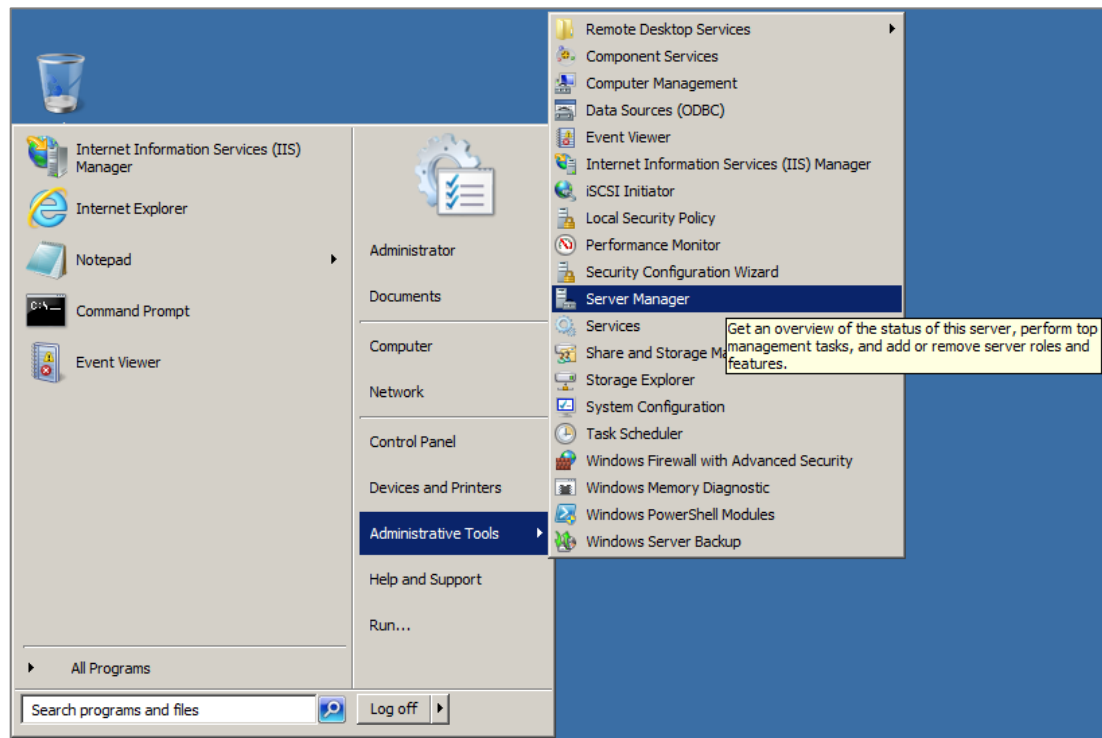 Internet Information Services (IIS)
Manager
Internet Explorer
Notepad
C:\
Command Prompt
Event Viewer
All Programs
Search programs and files
Administrator
Documents
Computer
Network
Control Panel
Devices and Printers
Administrative Tools
Help and Support
Run...
Log off
Remote Desktop Services
Component Services
Computer Management
Data Sources (ODBC)
Event Viewer
Internet Information Services (IIS) Manager
iSCSI Initiator
Local Security Policy
Performance Monitor
Security Configuration Wizard
Server Manager
Services
Share and Storage Ma
Storage Explorer
System Configuration
Task Scheduler
Windows Firewall with Advanced Security
Windows Memory Diagnostic
Windows PowerShell Modules
Windows Server Backup
Get an overview of the status of this server, perform top
management tasks, and add or remove server roles and
features.